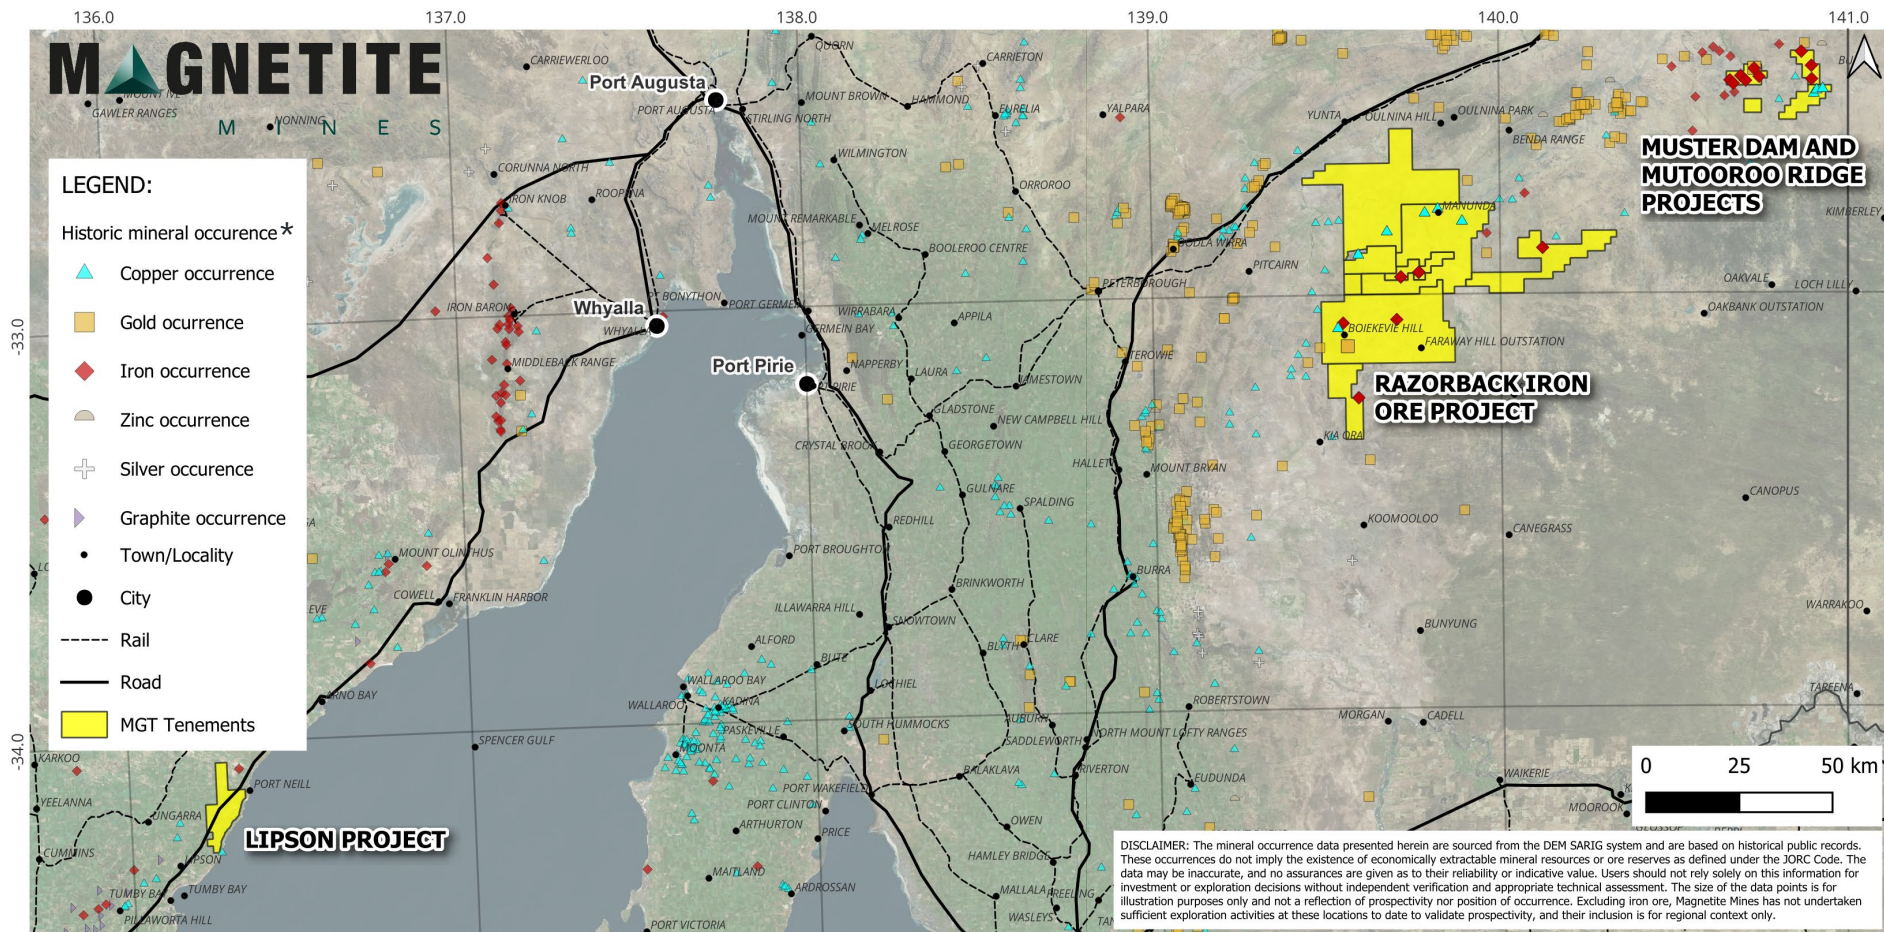 136.0
137.0
138.0
139.0
140.0
141.0
-33.0
-34.0
MAGNETITE
MINES
LEGEND:
Historic mineral occurence*
Copper occurrence
Gold ocurrence
Iron occurrence
Zinc occurrence
Silver occurence
Graphite occurrence
Town/Locality
City
Rail
Road
MGT Tenements
Port Augusta
Whyalla
Port Pirie
MUSTER DAM AND
MUTOOROO RIDGE
PROJECTS
RAZORBACK IRON
ORE PROJECT
LIPSON PROJECT
GAWLER RANGES
NONNING
CARRIEWERLOO
PORT AUGUSTA
STIRLING NORTH
QUORN
MOUNT BROWN
HAMMOND
CARRIETON
EURELIA
YALPARA
YUNTA
OULNINA HILL
OULNINA PARK
BENDA RANGE
CORUNNA NORTH
ROOPENA
IRON KNOB
WILMINGTON
ORROROO
MOUNT REMARKABLE
MELROSE
BOOLEROO CENTRE
MANUNDA
KIMBERLEY
OODLA WIRRA
PITCAIRN
PETERBOROUGH
OAKVALE
LOCH LILLY
OAKBANK OUTSTATION
IRON BARON
PT BONYTHON
PORT GERMEIN
WHYALLA
GERMEIN BAY
WIRRABARA
APPILA
BOIEKEVIE HILL
FARAWAY HILL OUTSTATION
MIDDLEBACK RANGE
NAPPERBY
LAURA
JAMESTOWN
TEROWIE
GLADSTONE
NEW CAMPBELL HILL
CRYSTAL BROOK
GEORGETOWN
KIA ORA
HALLET
MOUNT BRYAN
GULNARE
SPALDING
CANOPUS
REDHILL
KOOMOOLOO
CANEGRASS
MOUNT OLINTHUS
PORT BROUGHTO
BURRA
COWELL
FRANKLIN HARBOR
BRINKWORTH
EVE
ILLAWARRA HILL
SNOWTOWN
WARRAKOO
BUNYUNG
ALFORD
BLYTH
CLARE
BUTE
ARNO BAY
WALLAROO BAY
LOCHIEL
TAREENA
WALLAROO
KADINA
ROBERTSTOWN
MORGAN
CADELL
PASKEVILLE
SOUTH HUMMOCKS
AUBURN
SPENCER GULF
MOONTA
SADDLEWORTH
NORTH MOUNT LOFTY RANGES
KARKOO
BALAKLAVA
RIVERTON
EUDUNDA
WAIKERIE
PORT NEILL
PORT WAKEFIELD
YEELANNA
UNGARRA
PORT CLINTON
MOOROOK
ARTHURTON
PRICE
OWEN
CUMMINS
LIPSON
HAMLEY BRIDGE
MAITLAND
ARDROSSAN
TUMBY BAY
TUMBY BAY
MALLALA
FREELING
PILLAWORTA HILL
PORT VICTORIA
WASLEYS
0 25 50 km
DISCLAIMER: The mineral occurrence data presented herein are sourced from the DEM SARIG system and are based on historical public records.
These occurrences do not imply the existence of economically extractable mineral resources or ore reserves as defined under the JORC Code. The
data may be inaccurate, and no assurances are given as to their reliability or indicative value. Users should not rely solely on this information for
investment or exploration decisions without independent verification and appropriate technical assessment. The size of the data points is for
illustration purposes only and not a reflection of prospectivity nor position of occurrence. Excluding iron ore, Magnetite Mines has not undertaken
sufficient exploration activities at these locations to date to validate prospectivity, and their inclusion is for regional context only.